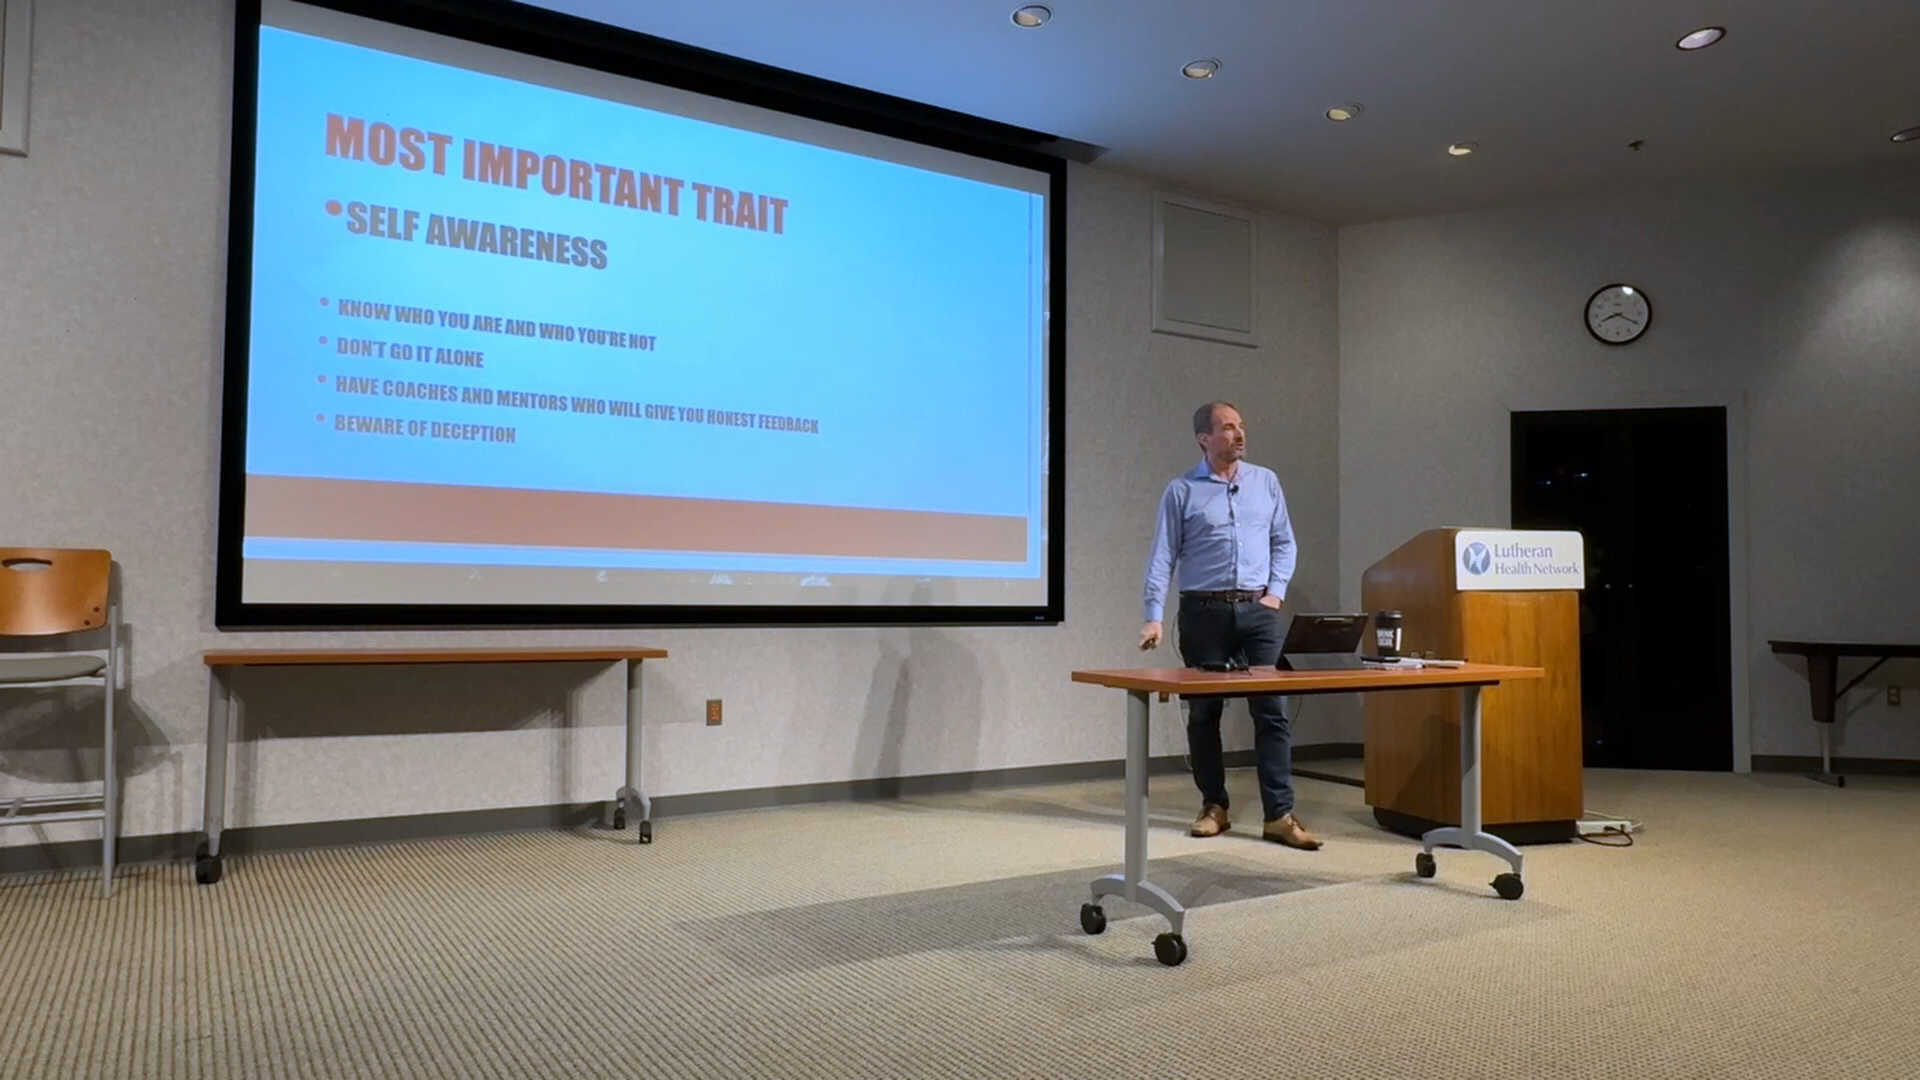 MOST IMPORTANT TRAIT
•SELF AWARENESS
• KNOW WHO YOU ARE AND WHO YOU'RE NOT
• DON'T GO IT ALONE
• HAVE COACHES AND MENTORS WHO WILL GIVE YOU HONEST FEEDBACK
• BEWARE OF DECEPTION
Lutheran
Health Network